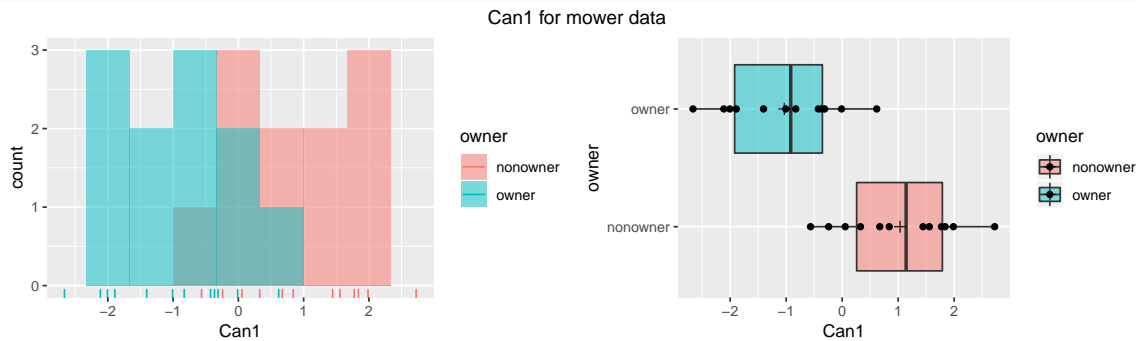 Can1 for mower data
3
2
1
0
count
−2
−1
0
1
2
Can1
owner
nonowner
owner
owner
nonowner
owner
−2
−1
0
1
2
Can1
owner
nonowner
owner